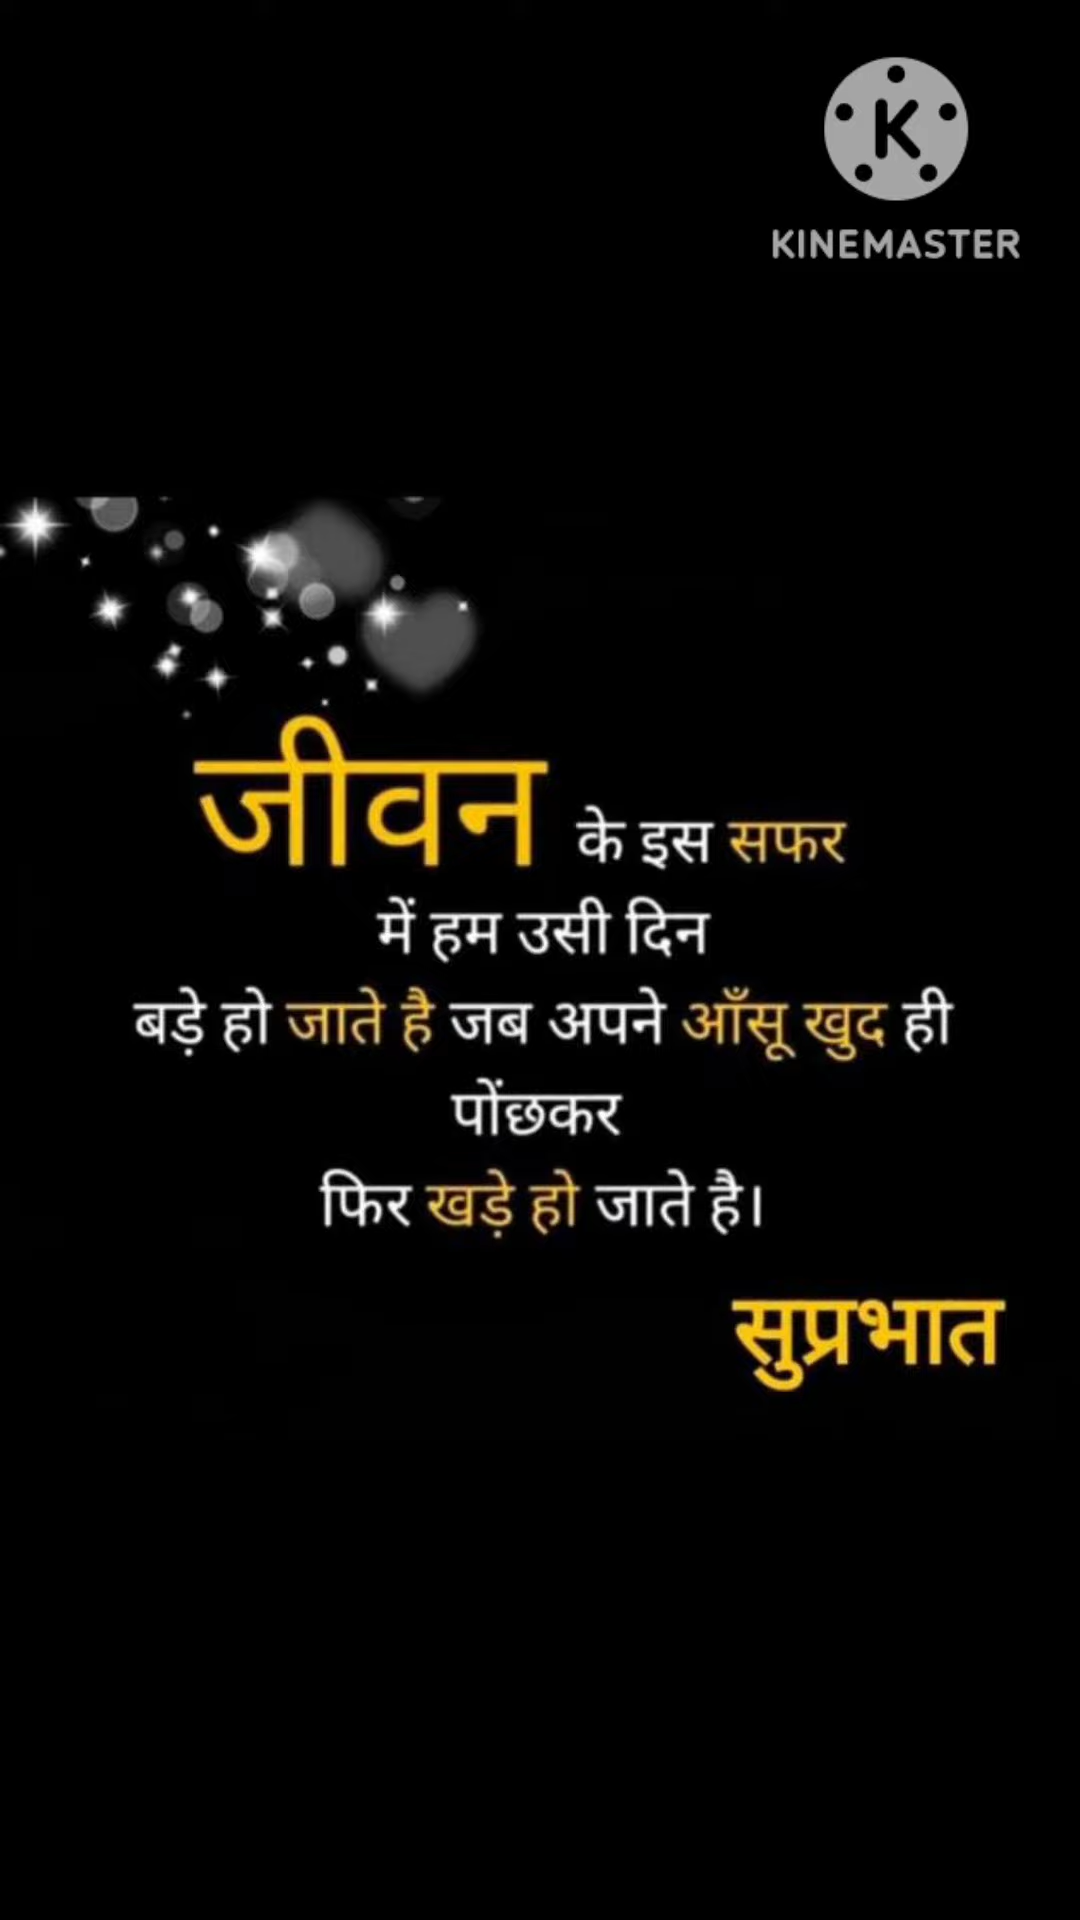 KINEMASTER
जीवन के इस सफर
में हम उसी दिन
बड़े हो जाते है जब अपने आँसू खुद ही
पोंछकर
फिर खड़े हो जाते है।
सुप्रभात